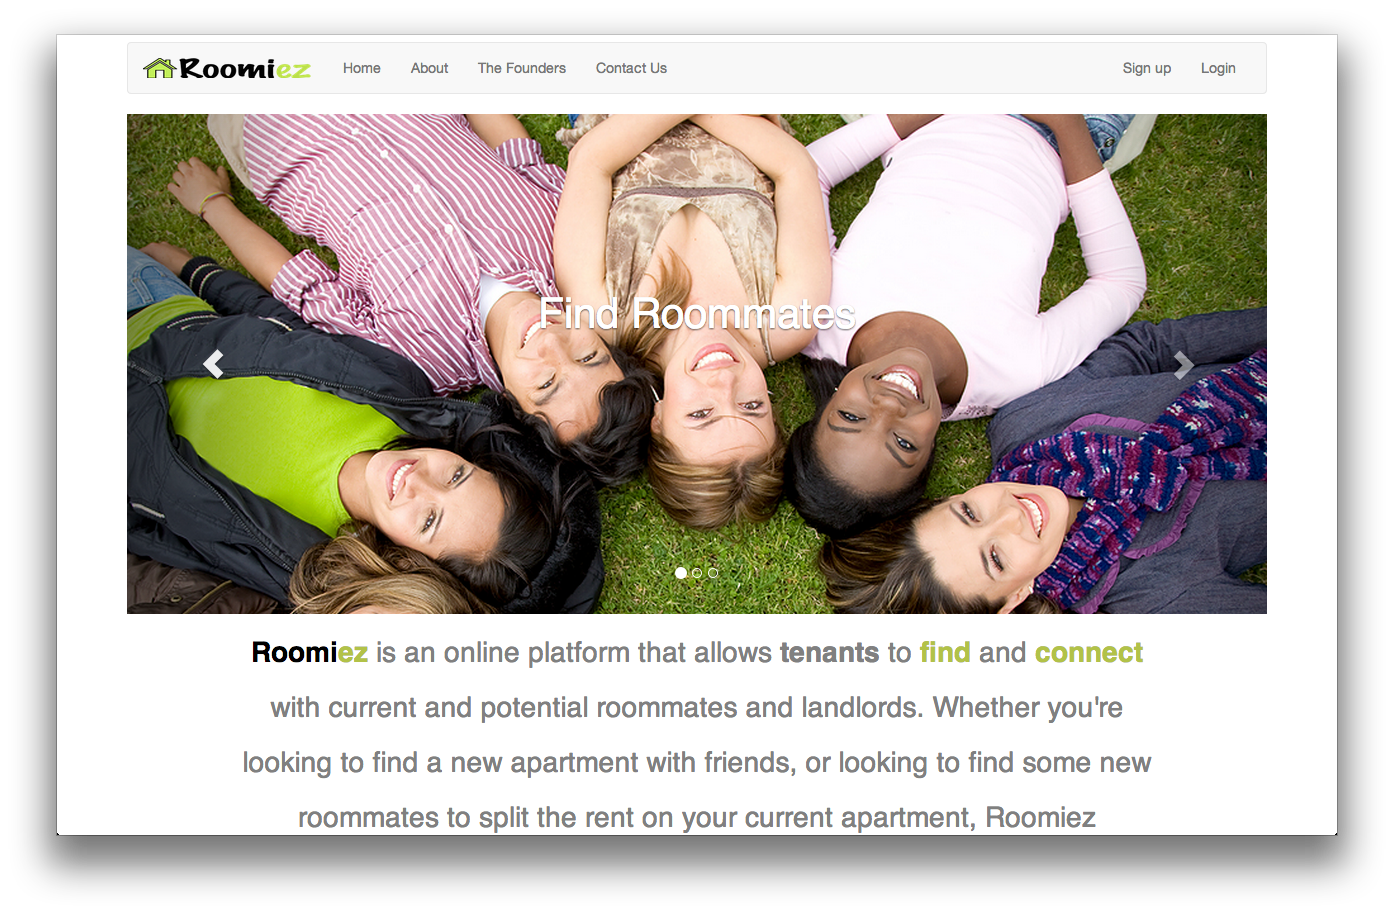 Roomiez Home About The Founders Contact Us Sign up Login
Find Roommates
Roomiez is an online platform that allows tenants to find and connect
with current and potential roommates and landlords. Whether you're
looking to find a new apartment with friends, or looking to find some new
roommates to split the rent on your current apartment, Roomiez